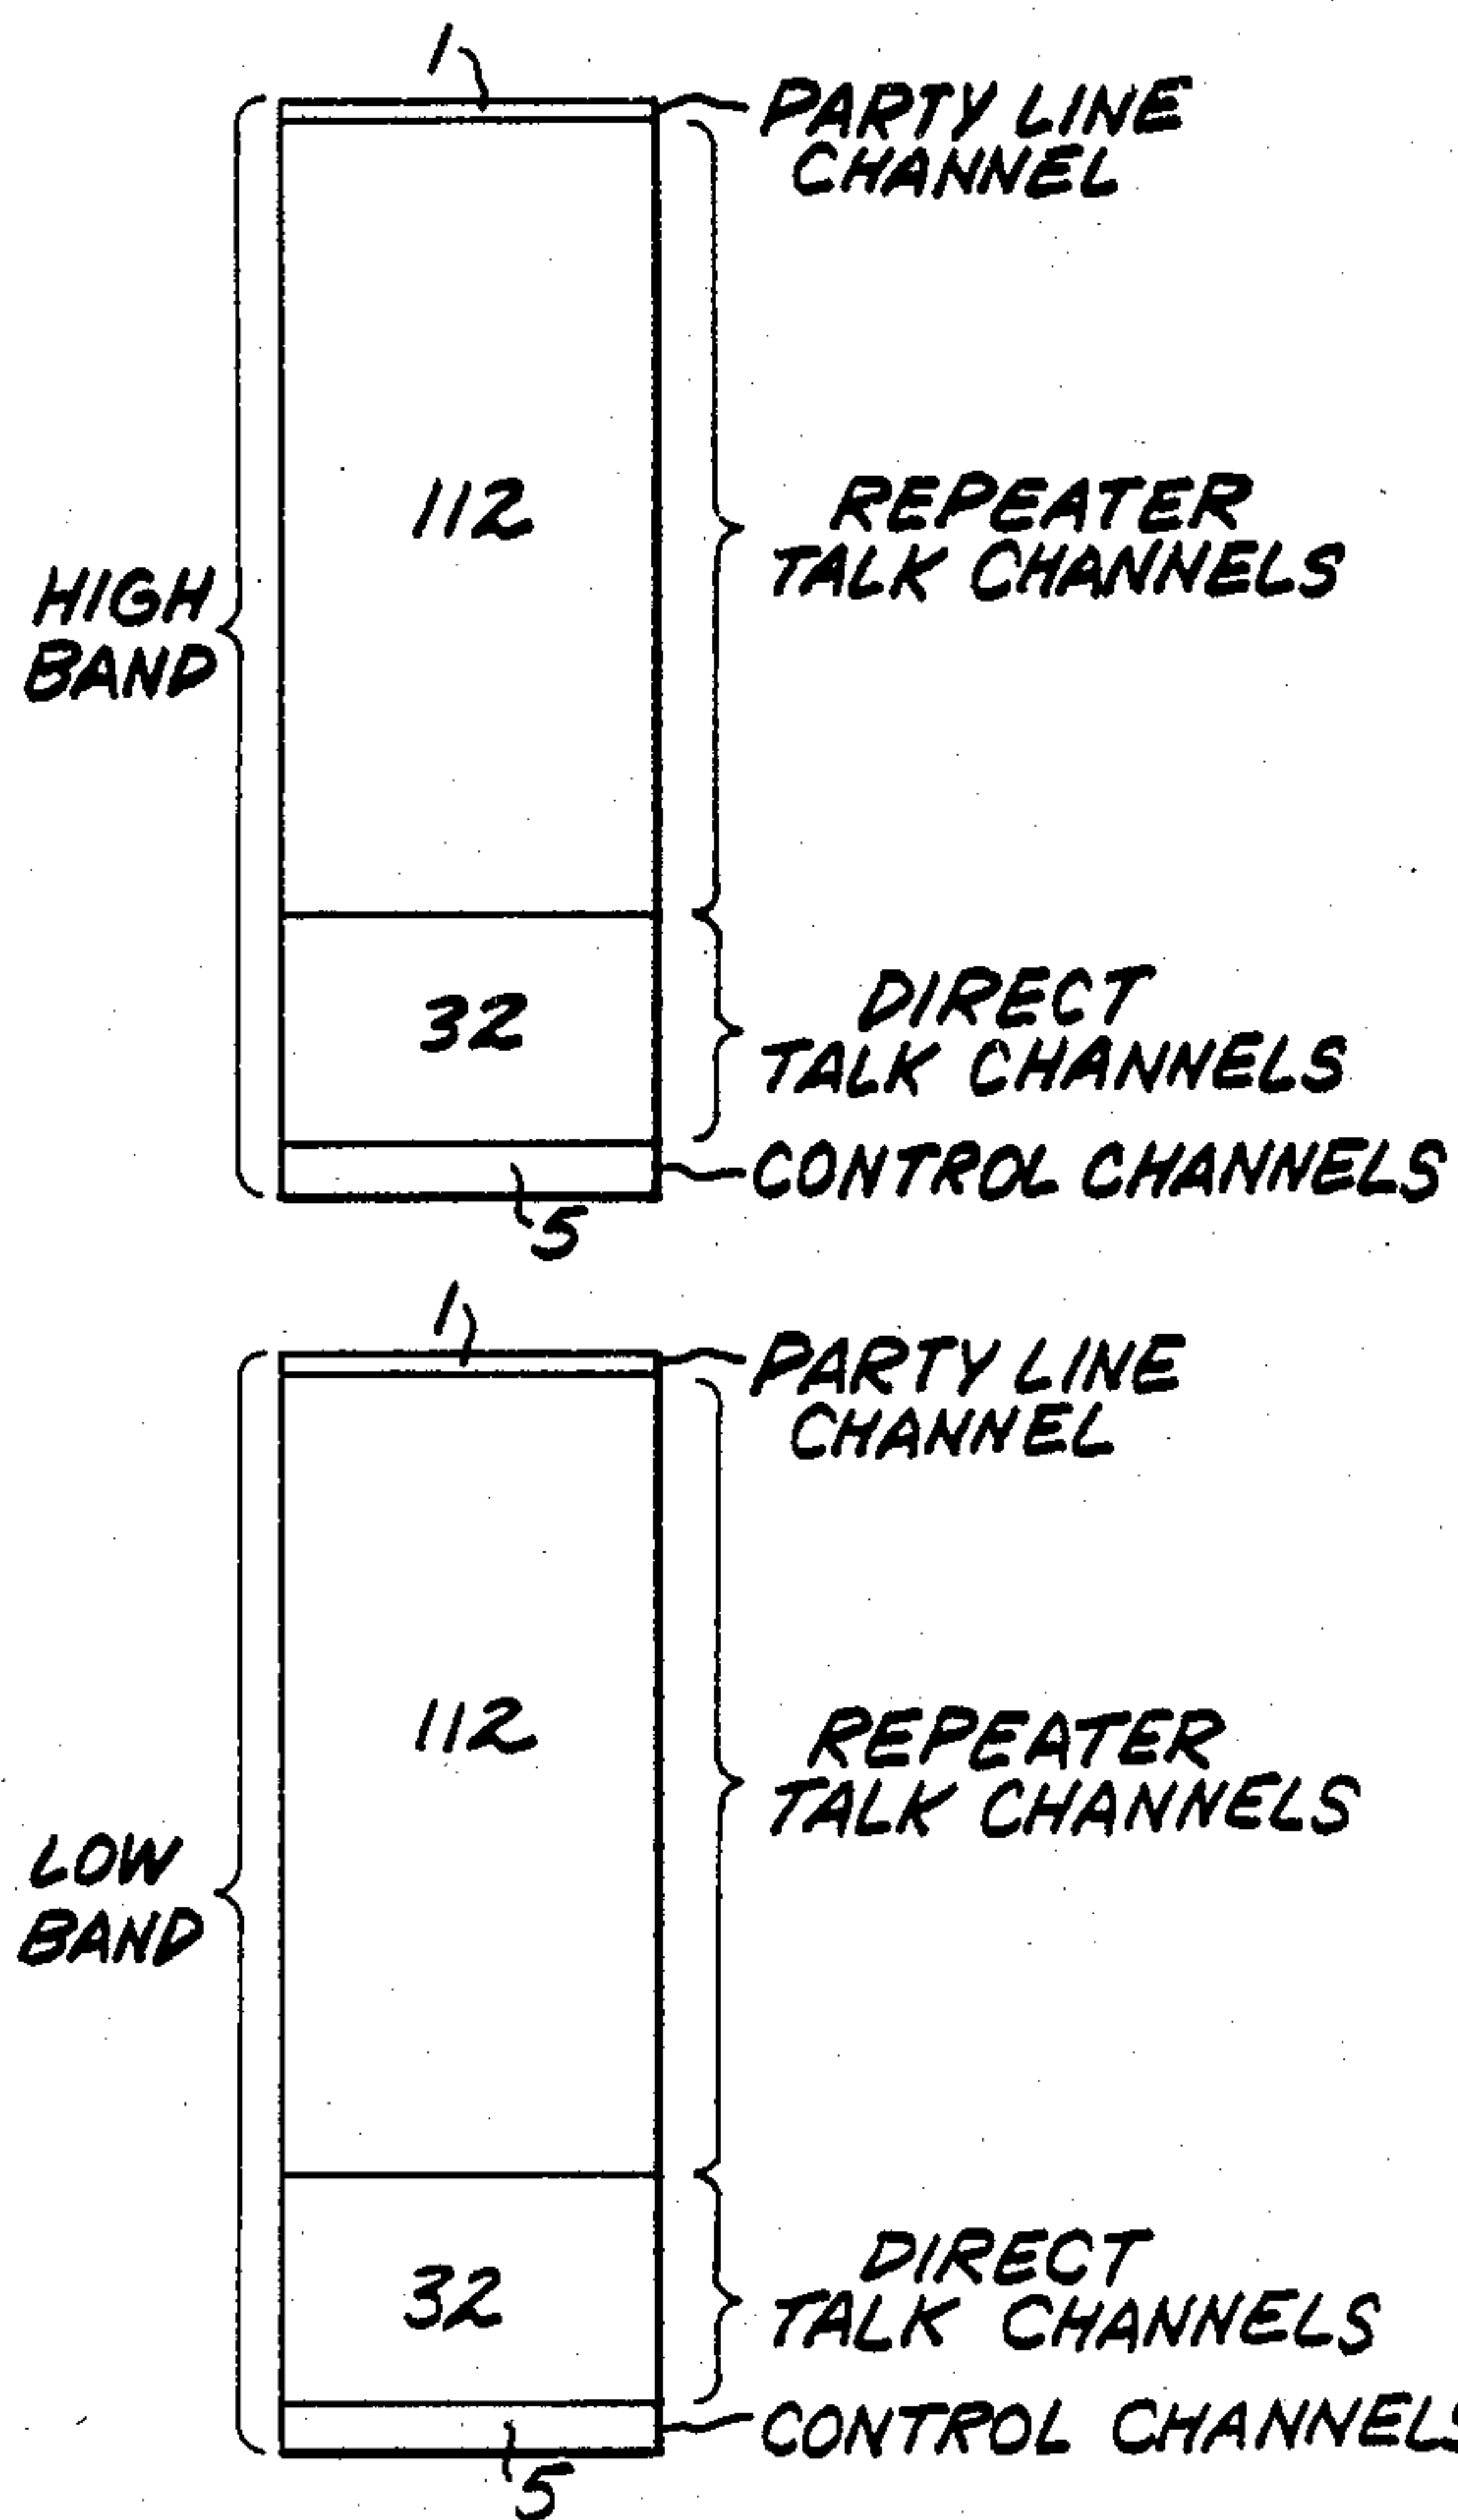 1
PARTY LINE
CHANNEL
112
REPEATER
TALK CHANNELS
HIGH
BAND
32
DIRECT
TALK CHANNELS
CONTROL CHANNELS
5
1
PARTY LINE
CHANNEL
112
REPEATER
TALK CHANNELS
LOW
BAND
32
DIRECT
TALK CHANNELS
CONTROL CHANNELS
5